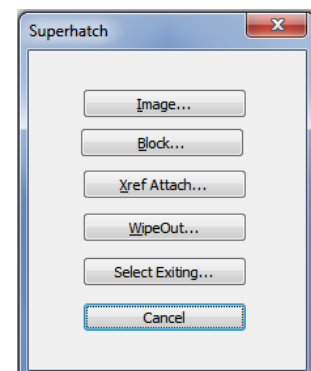 Superhatch
Image...
Block...
Xref Attach...
WipeOut...
Select Exiting...
Cancel